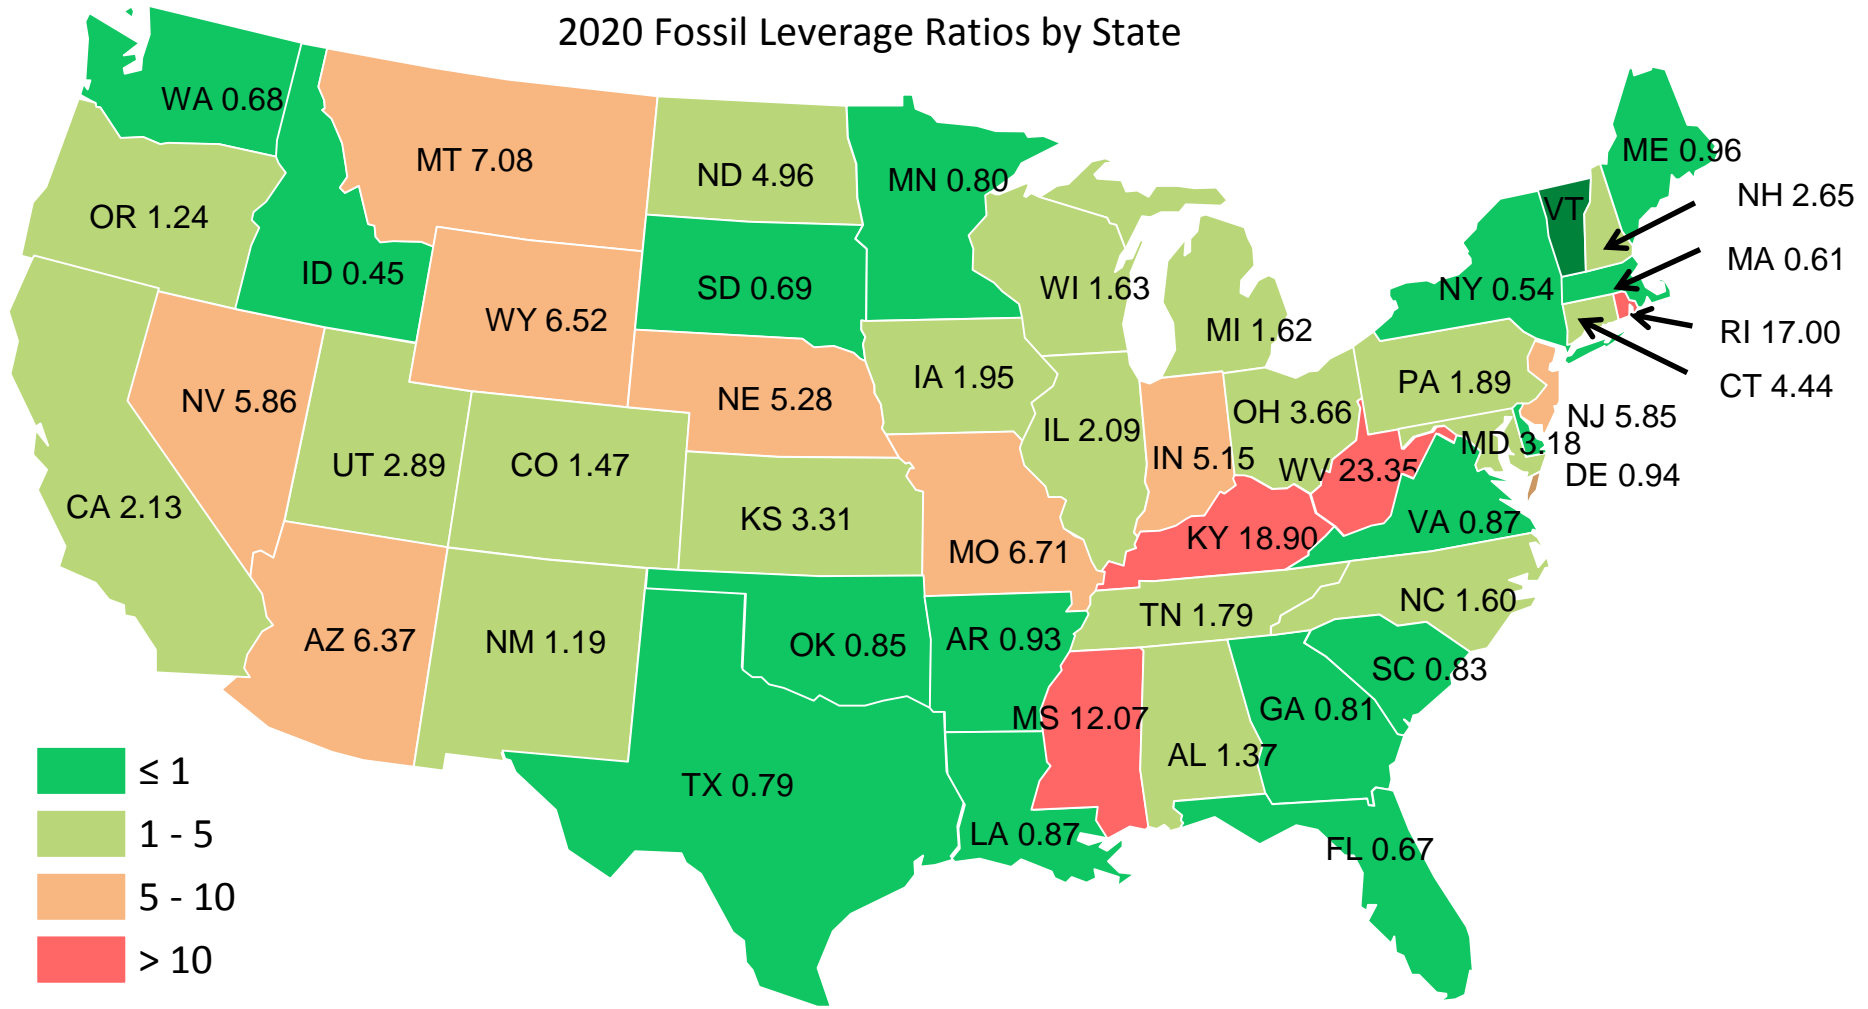 2020 Fossil Leverage Ratios by State
WA 0.68
MT 7.08
ND 4.96
MN 0.80
ME 0.96
NH 2.65
OR 1.24
VT
ID 0.45
SD 0.69
WI 1.63
NY 0.54
MA 0.61
WY 6.52
MI 1.62
RI 17.00
NV 5.86
NE 5.28
IA 1.95
PA 1.89
CT 4.44
OH 3.66
NJ 5.85
IL 2.09
MD 3.18
UT 2.89
CO 1.47
IN 5.15
WV 23.35
DE 0.94
CA 2.13
KS 3.31
VA 0.87
MO 6.71
KY 18.90
AZ 6.37
NM 1.19
OK 0.85
AR 0.93
TN 1.79
NC 1.60
SC 0.83
MS 12.07
GA 0.81
AL 1.37
TX 0.79
LA 0.87
FL 0.67
≤ 1
1 - 5
5 - 10
> 10